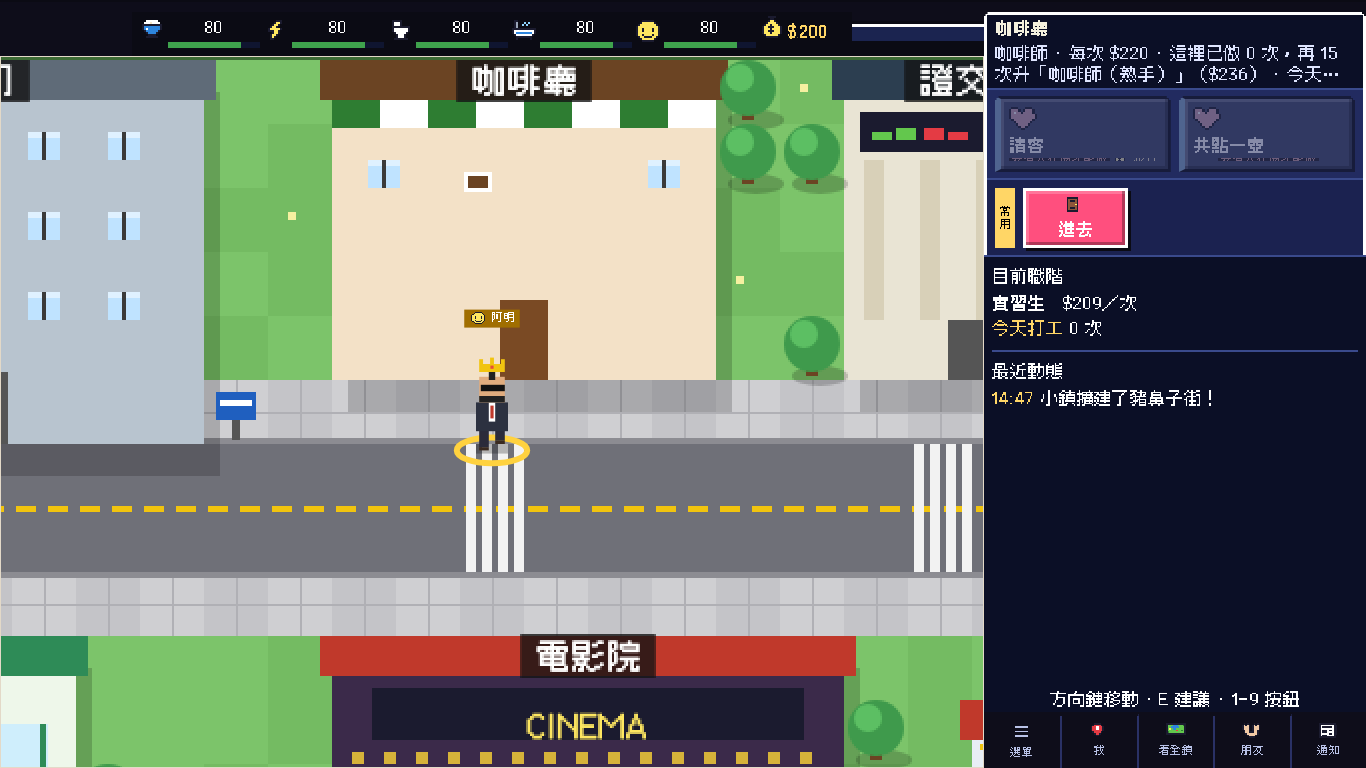 80 80 80 80 80 $200
咖啡廳
證交
咖啡廳
咖啡師 · 每次 $220 · 這裡已做 0 次，再 15
次升「咖啡師（熟手）」（$236） · 今天…
請客
共點一壺
常用
進去
目前職階
實習生 $209／次
今天打工 0 次
最近動態
14:47 小鎮擴建了豬鼻子街！
阿明
電影院
CINEMA
方向鍵移動 · E 建議 · 1-9 按鈕
選單
我
看全鎮
朋友
通知